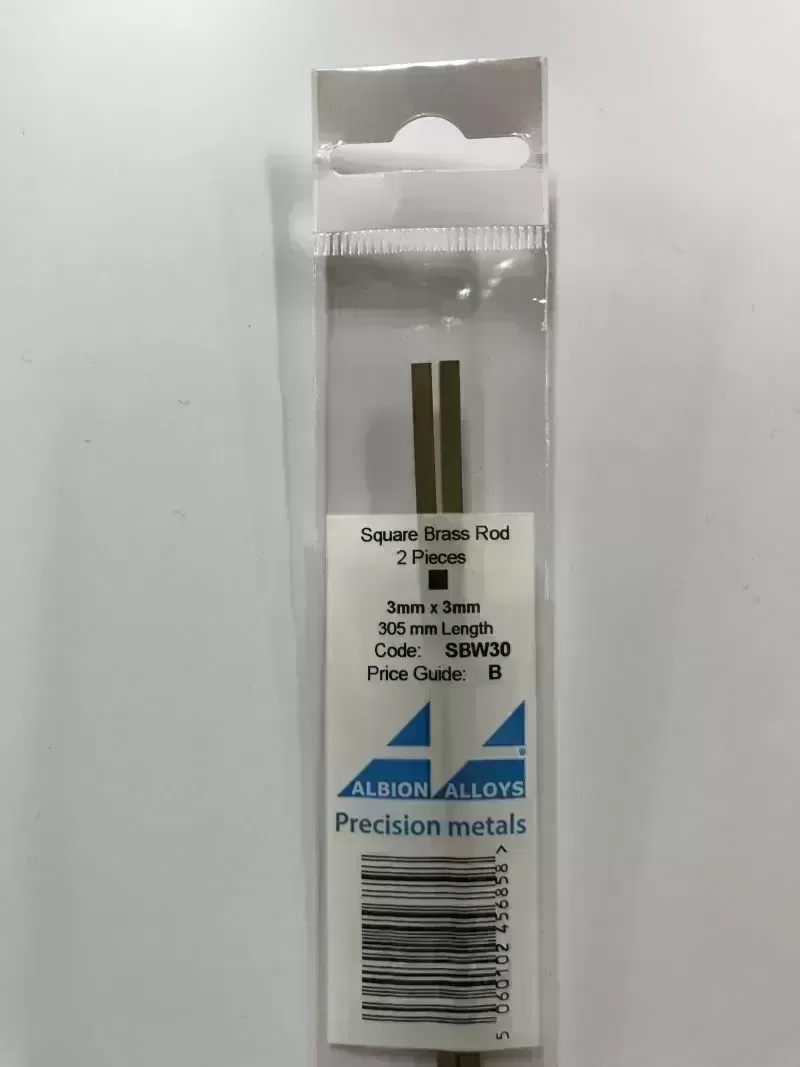 Square Brass Rod
2 Pieces
3mm x 3mm
305 mm Length
Code: SBW30
Price Guide: B
®
ALBION ALLOYS
Precision metals
5 060102 456858 >